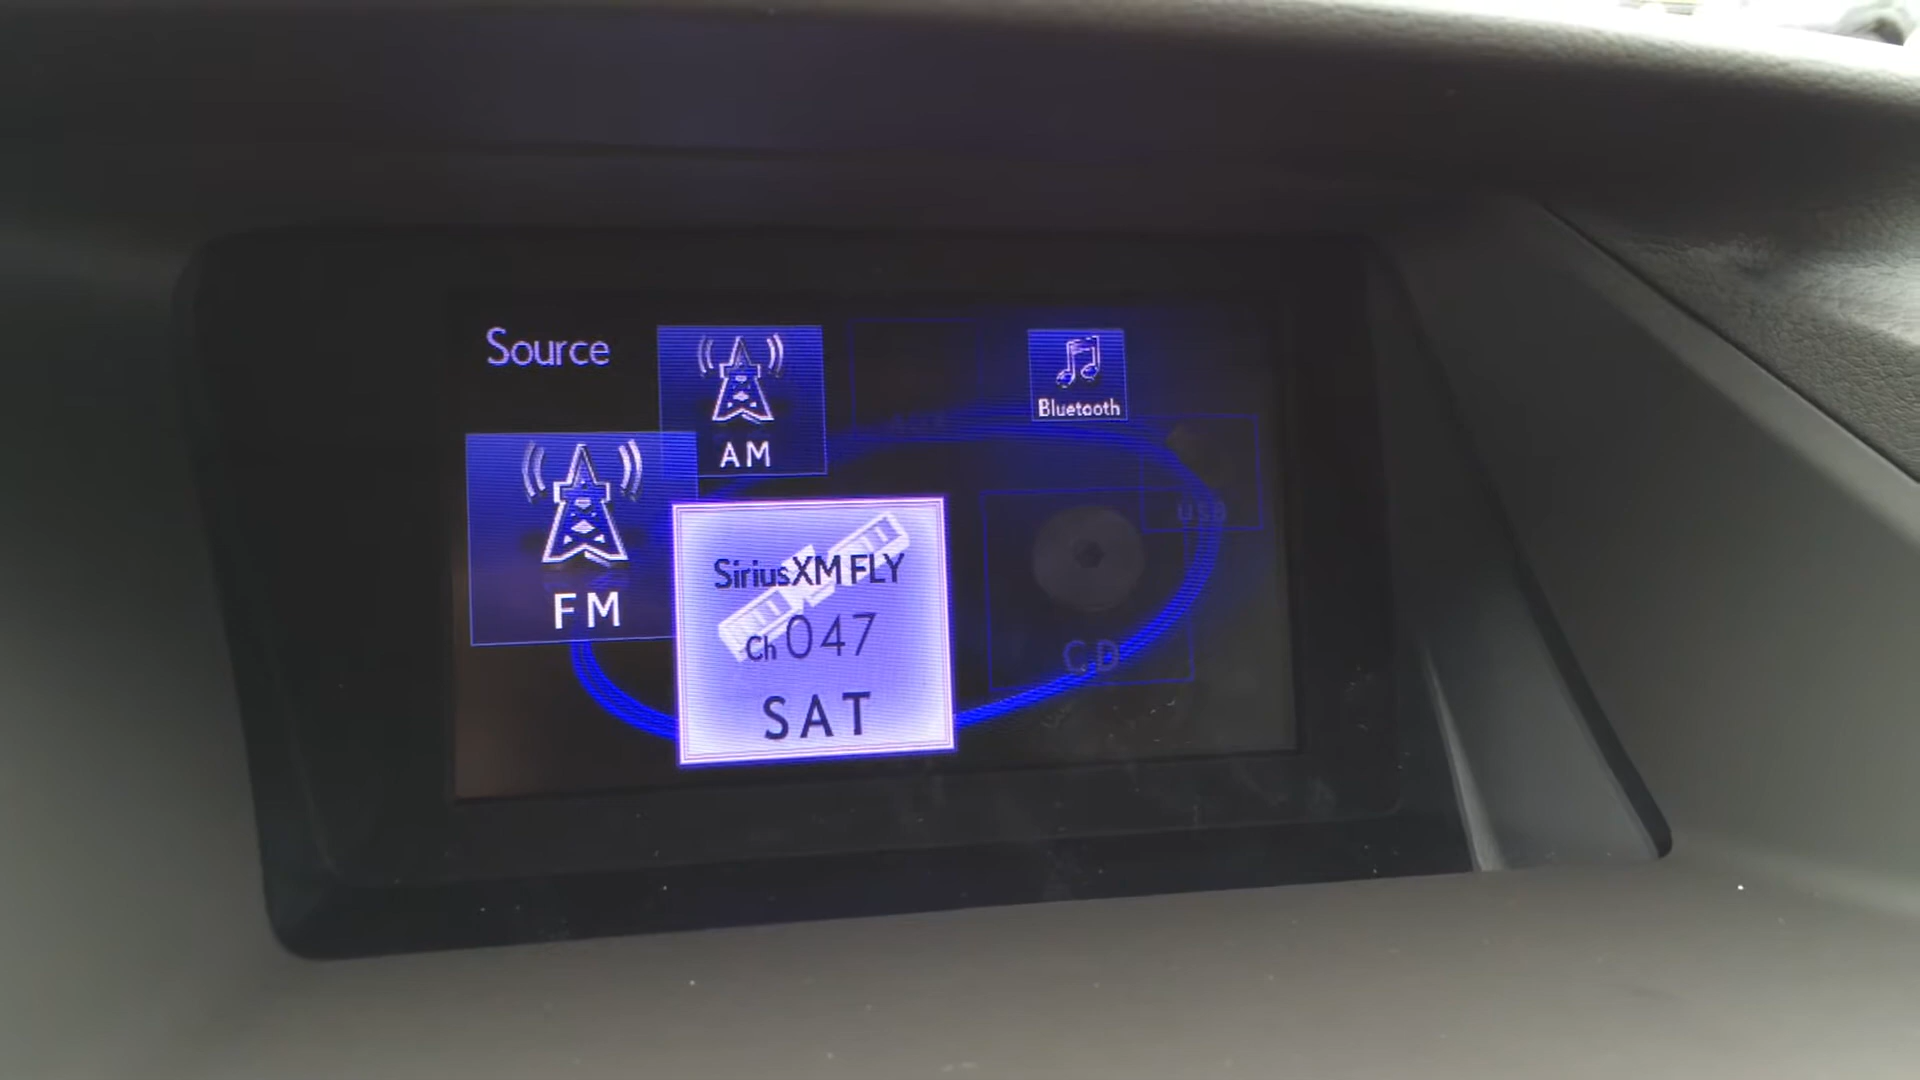 Source
AM
Bluetooth
FM
USB
SiriusXM FLY
Ch 047
SAT
CD